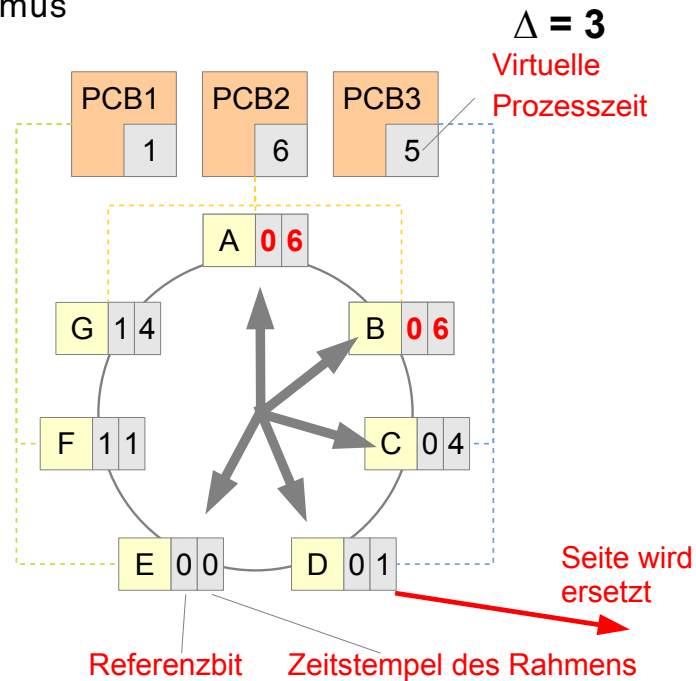 mus
Δ = 3
Virtuelle
Prozesszeit
PCB1 PCB2 PCB3
1 6 5
A 0 6
G 1 4
B 0 6
F 1 1
C 0 4
E 0 0
D 0 1
Seite wird
ersetzt
Referenzbit
Zeitstempel des Rahmens